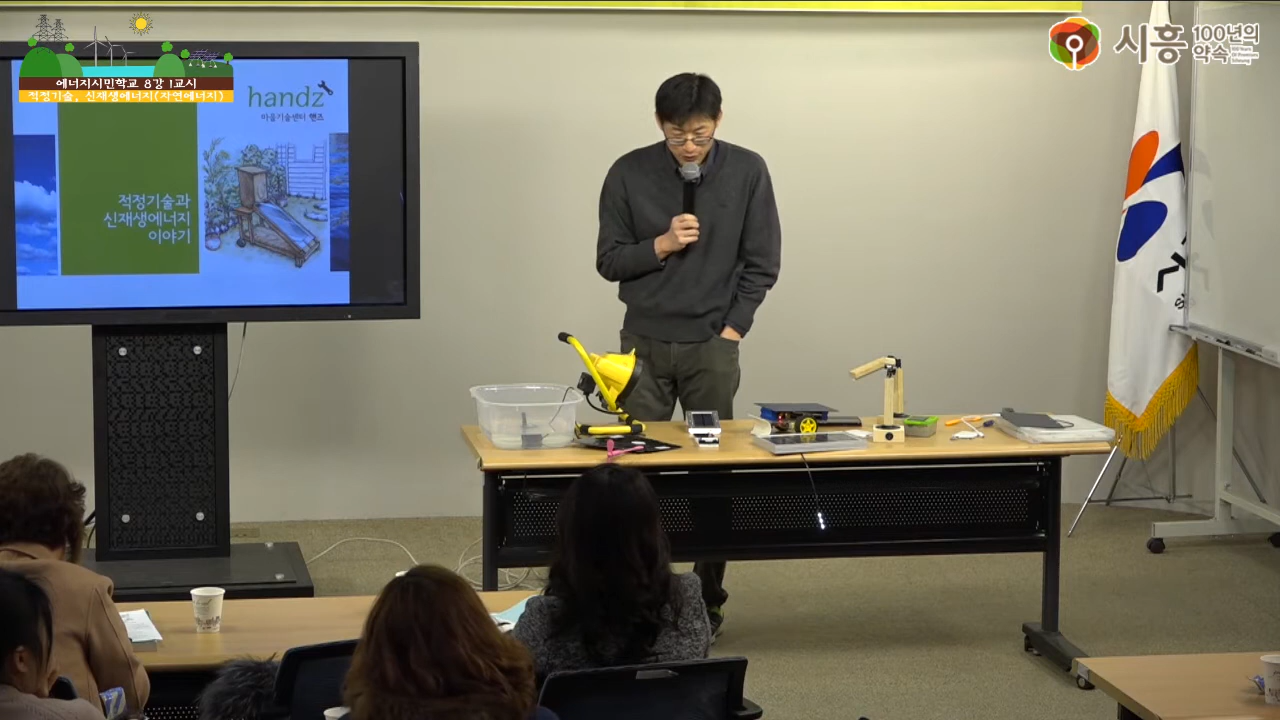 에너지시민학교 8강 1교시
적정기술, 신재생에너지(자연에너지)
handz
마을기술센터 핸즈
적정기술과
신재생에너지
이야기
시흥 100년의
약속